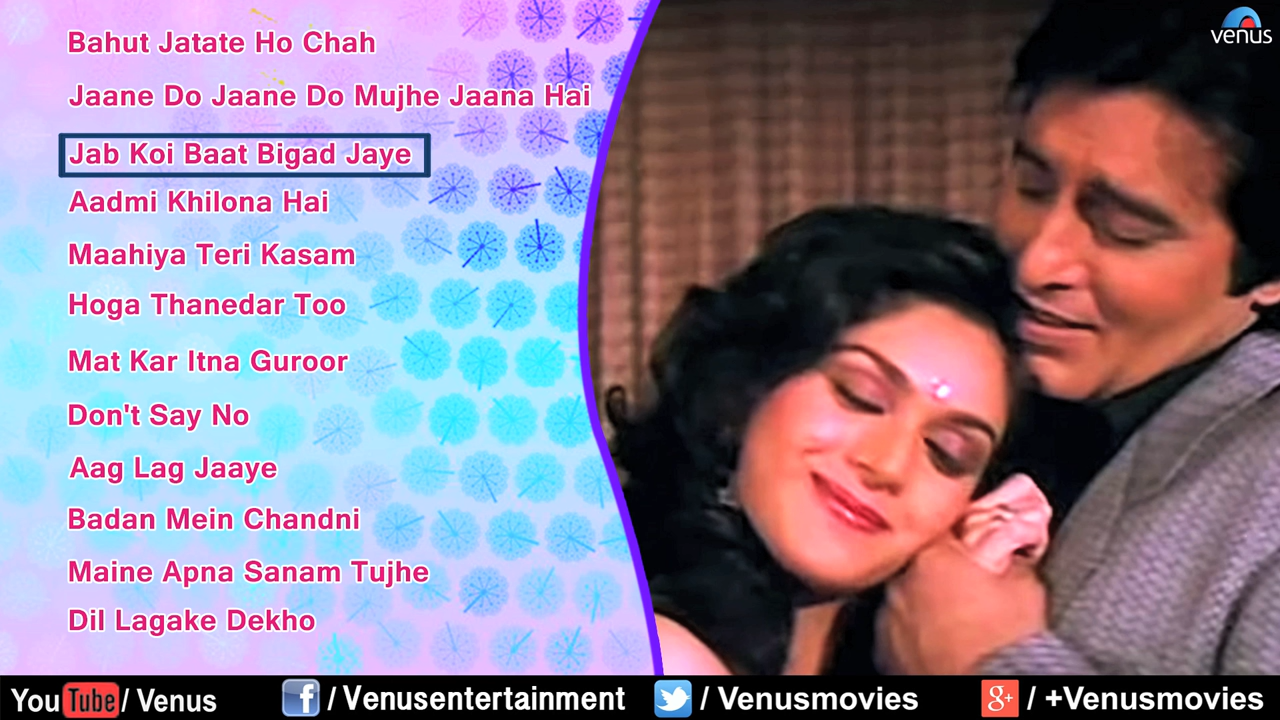 Bahut Jatate Ho Chah
Jaane Do Jaane Do Mujhe Jaana Hai
Jab Koi Baat Bigad Jaye
Aadmi Khilona Hai
Maahiya Teri Kasam
Hoga Thanedar Too
Mat Kar Itna Guroor
Don't Say No
Aag Lag Jaaye
Badan Mein Chandni
Maine Apna Sanam Tujhe
Dil Lagake Dekho
venus
YouTube / Venus
f / Venusentertainment
/ Venusmovies
g+ / +Venusmovies